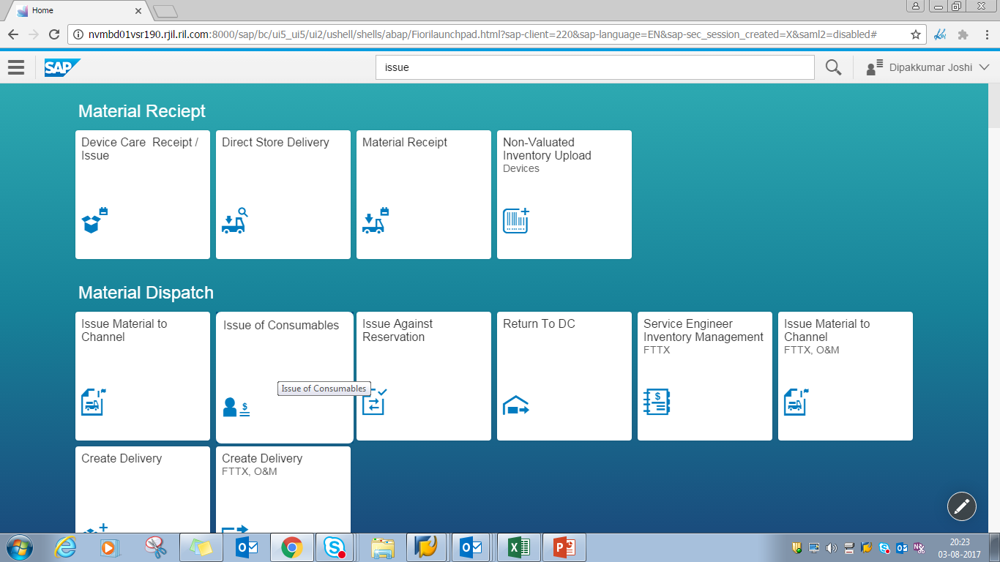 Home
nvmbd01vsr190.rjil.ril.com:8000/sap/bc/ui5_ui5/ui2/ushell/shells/abap/Fiorilaunchpad.html?sap-client=220&sap-language=EN&sap-sec_session_created=X&saml2=disabled#
SAP
issue
Dipakkumar Joshi
Material Reciept
Device Care Receipt /
Issue
Direct Store Delivery
Material Receipt
Non-Valuated
Inventory Upload
Devices
Material Dispatch
Issue Material to
Channel
Issue of Consumables
Issue Against
Reservation
Return To DC
Service Engineer
Inventory Management
FTTX
Issue Material to
Channel
FTTX, O&M
Issue of Consumables
Create Delivery
Create Delivery
FTTX, O&M
20:23
03-08-2017